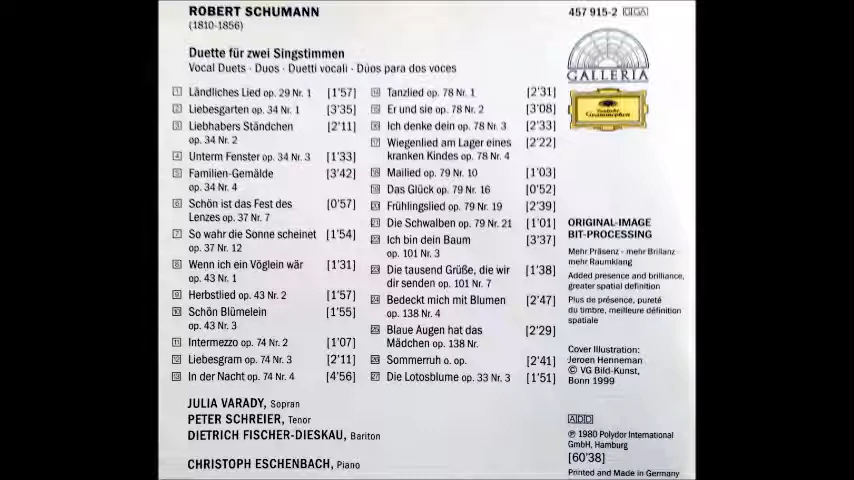 ROBERT SCHUMANN
(1810-1856)
Duette für zwei Singstimmen
Vocal Duets · Duos · Duetti vocali · Dúos para dos voces
1 Ländliches Lied op. 29 Nr. 1 [1'57]
2 Liebesgarten op. 34 Nr. 1 [3'35]
3 Liebhabers Ständchen [2'11]
op. 34 Nr. 2
4 Unterm Fenster op. 34 Nr. 3 [1'33]
5 Familien-Gemälde [3'42]
op. 34 Nr. 4
6 Schön ist das Fest des [0'57]
Lenzes op. 37 Nr. 7
7 So wahr die Sonne scheinet [1'54]
op. 37 Nr. 12
8 Wenn ich ein Vöglein wär [1'31]
op. 43 Nr. 1
9 Herbstlied op. 43 Nr. 2 [1'57]
10 Schön Blümelein [1'55]
op. 43 Nr. 3
11 Intermezzo op. 74 Nr. 2 [1'07]
12 Liebesgram op. 74 Nr. 3 [2'11]
13 In der Nacht op. 74 Nr. 4 [4'56]
14 Tanzlied op. 78 Nr. 1 [2'31]
15 Er und sie op. 78 Nr. 2 [3'08]
16 Ich denke dein op. 78 Nr. 3 [2'33]
17 Wiegenlied am Lager eines [2'22]
kranken Kindes op. 78 Nr. 4
18 Mailied op. 79 Nr. 10 [1'03]
19 Das Glück op. 79 Nr. 16 [0'52]
20 Frühlingslied op. 79 Nr. 19 [2'39]
21 Die Schwalben op. 79 Nr. 21 [1'01]
22 Ich bin dein Baum [3'37]
op. 101 Nr. 3
23 Die tausend Grüße, die wir [1'38]
dir senden op. 101 Nr. 7
24 Bedeckt mich mit Blumen [2'47]
op. 138 Nr. 4
25 Blaue Augen hat das [2'29]
Mädchen op. 138 Nr.
26 Sommerruh o. op. [2'41]
27 Die Lotosblume op. 33 Nr. 3 [1'51]
JULIA VARADY, Sopran
PETER SCHREIER, Tenor
DIETRICH FISCHER-DIESKAU, Bariton
CHRISTOPH ESCHENBACH, Piano
457 915-2 GGA
GALLERIA
Deutsche
Grammophon
ORIGINAL-IMAGE
BIT-PROCESSING
Mehr Präsenz - mehr Brillanz
mehr Raumklang
Added presence and brilliance,
greater spatial definition
Plus de présence, pureté
du timbre, meilleure définition
spatiale
Cover Illustration:
Jeroen Henneman
© VG Bild-Kunst,
Bonn 1999
ADD
℗ 1980 Polydor International
GmbH, Hamburg
[60'38]
Printed and Made in Germany